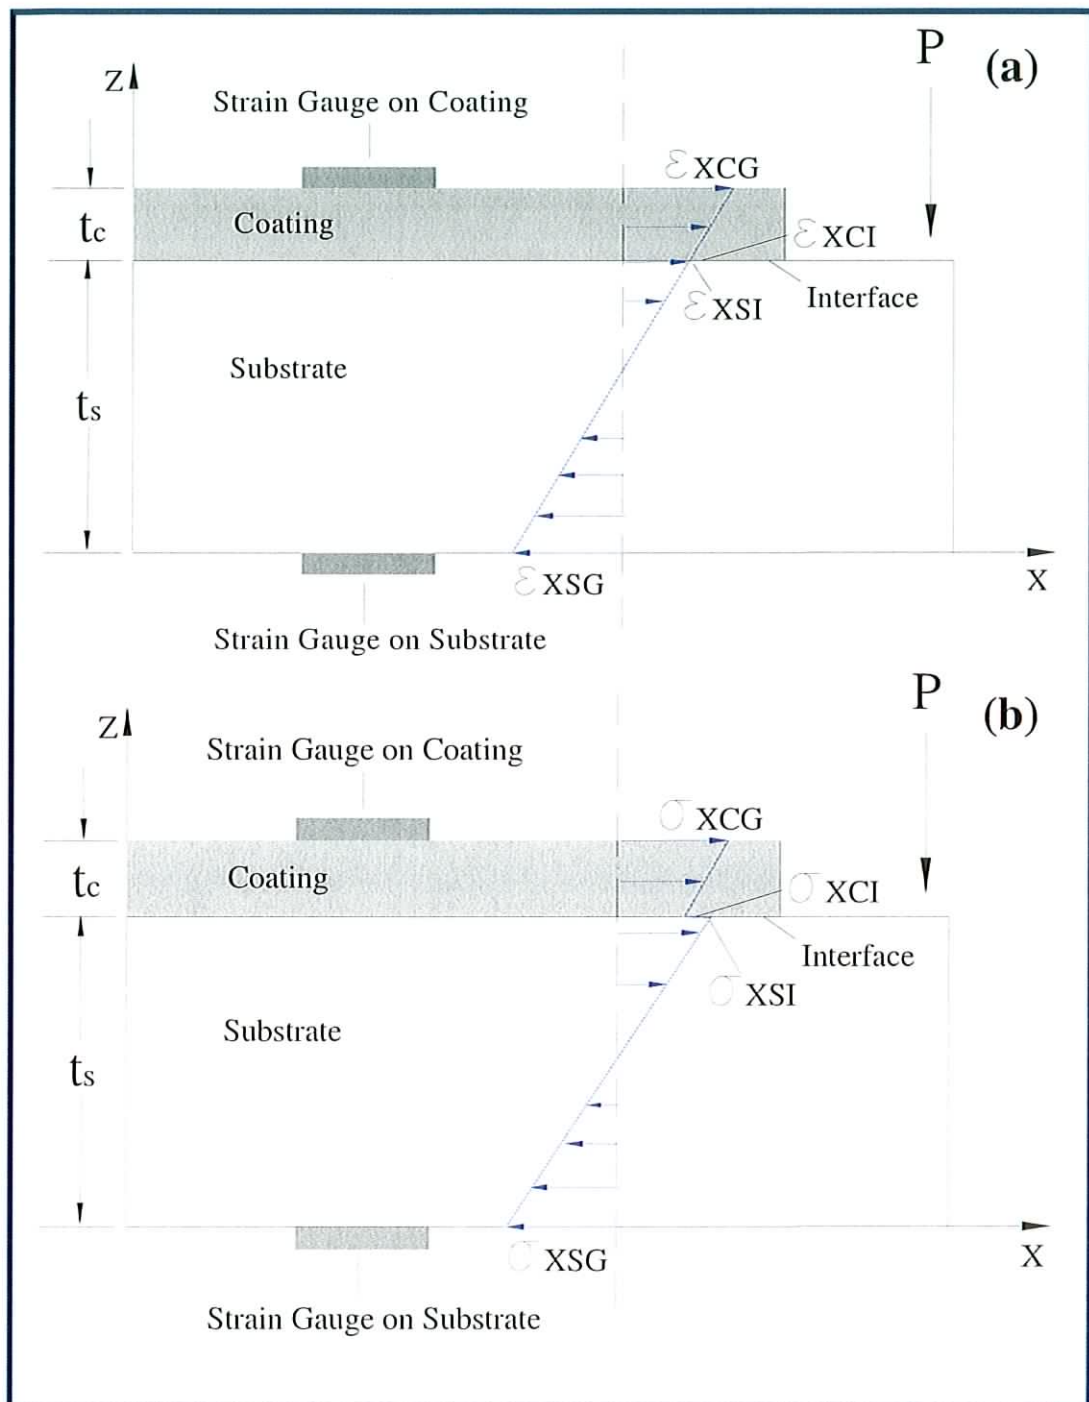 P
(a)
Z
Strain Gauge on Coating
εXCG
tc
Coating
εXCI
Interface
εXSI
Substrate
ts
εXSG
X
Strain Gauge on Substrate
P
(b)
Z
Strain Gauge on Coating
σXCG
tc
Coating
σXCI
Interface
σXSI
Substrate
ts
σXSG
X
Strain Gauge on Substrate